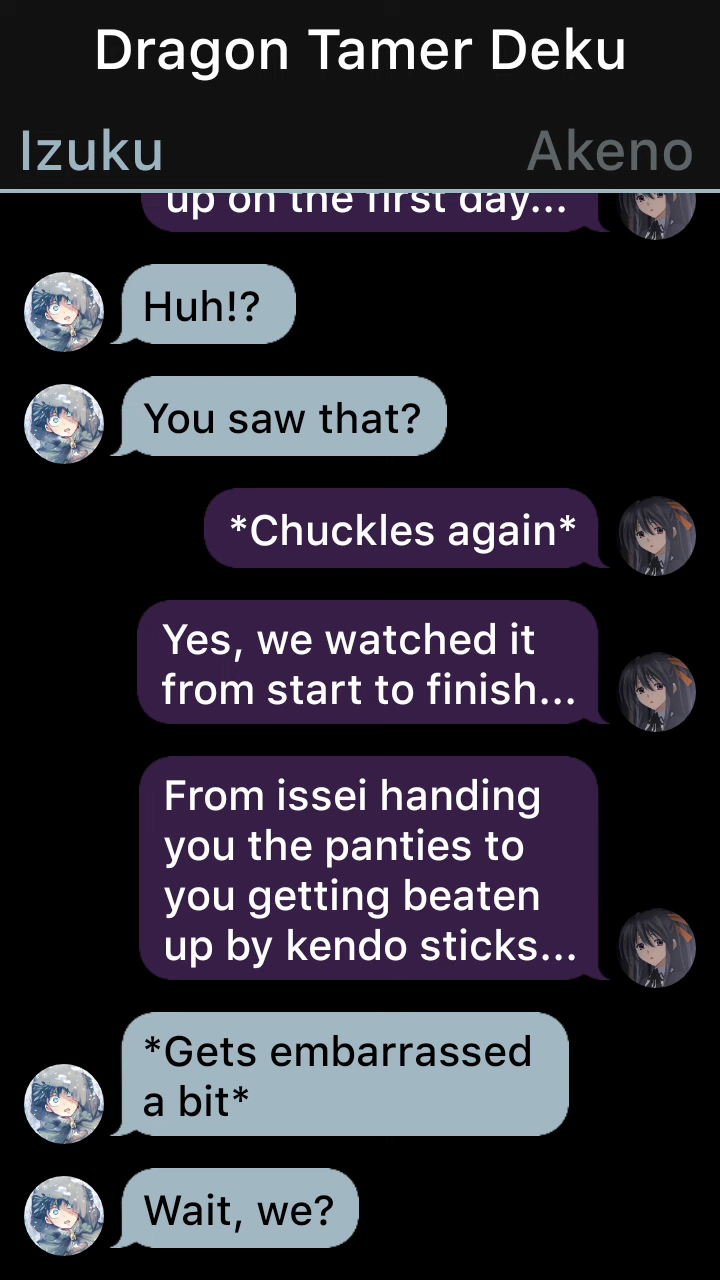 Dragon Tamer Deku
Izuku
Akeno
up on the first day...
Huh!?
You saw that?
*Chuckles again*
Yes, we watched it
from start to finish...
From issei handing
you the panties to
you getting beaten
up by kendo sticks...
*Gets embarrassed
a bit*
Wait, we?